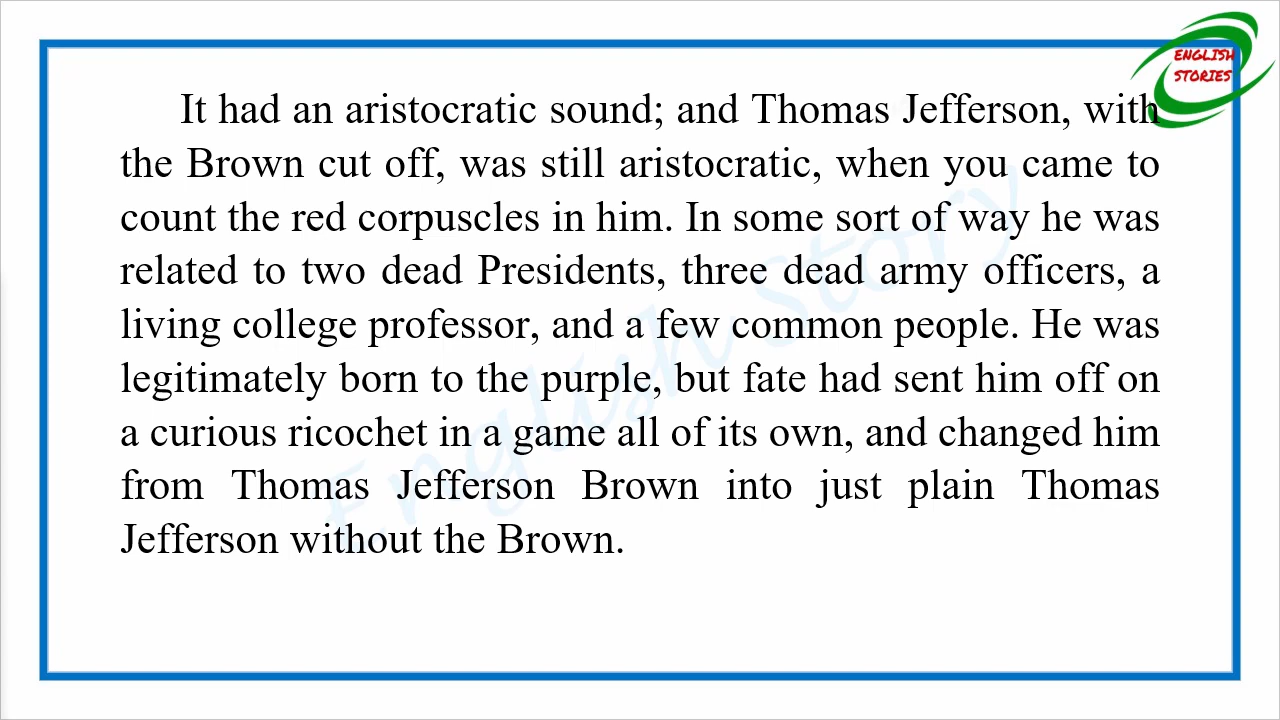 ENGLISH
STORIES
It had an aristocratic sound; and Thomas Jefferson, with
the Brown cut off, was still aristocratic, when you came to
count the red corpuscles in him. In some sort of way he was
related to two dead Presidents, three dead army officers, a
living college professor, and a few common people. He was
legitimately born to the purple, but fate had sent him off on
a curious ricochet in a game all of its own, and changed him
from Thomas Jefferson Brown into just plain Thomas
Jefferson without the Brown.
English Story